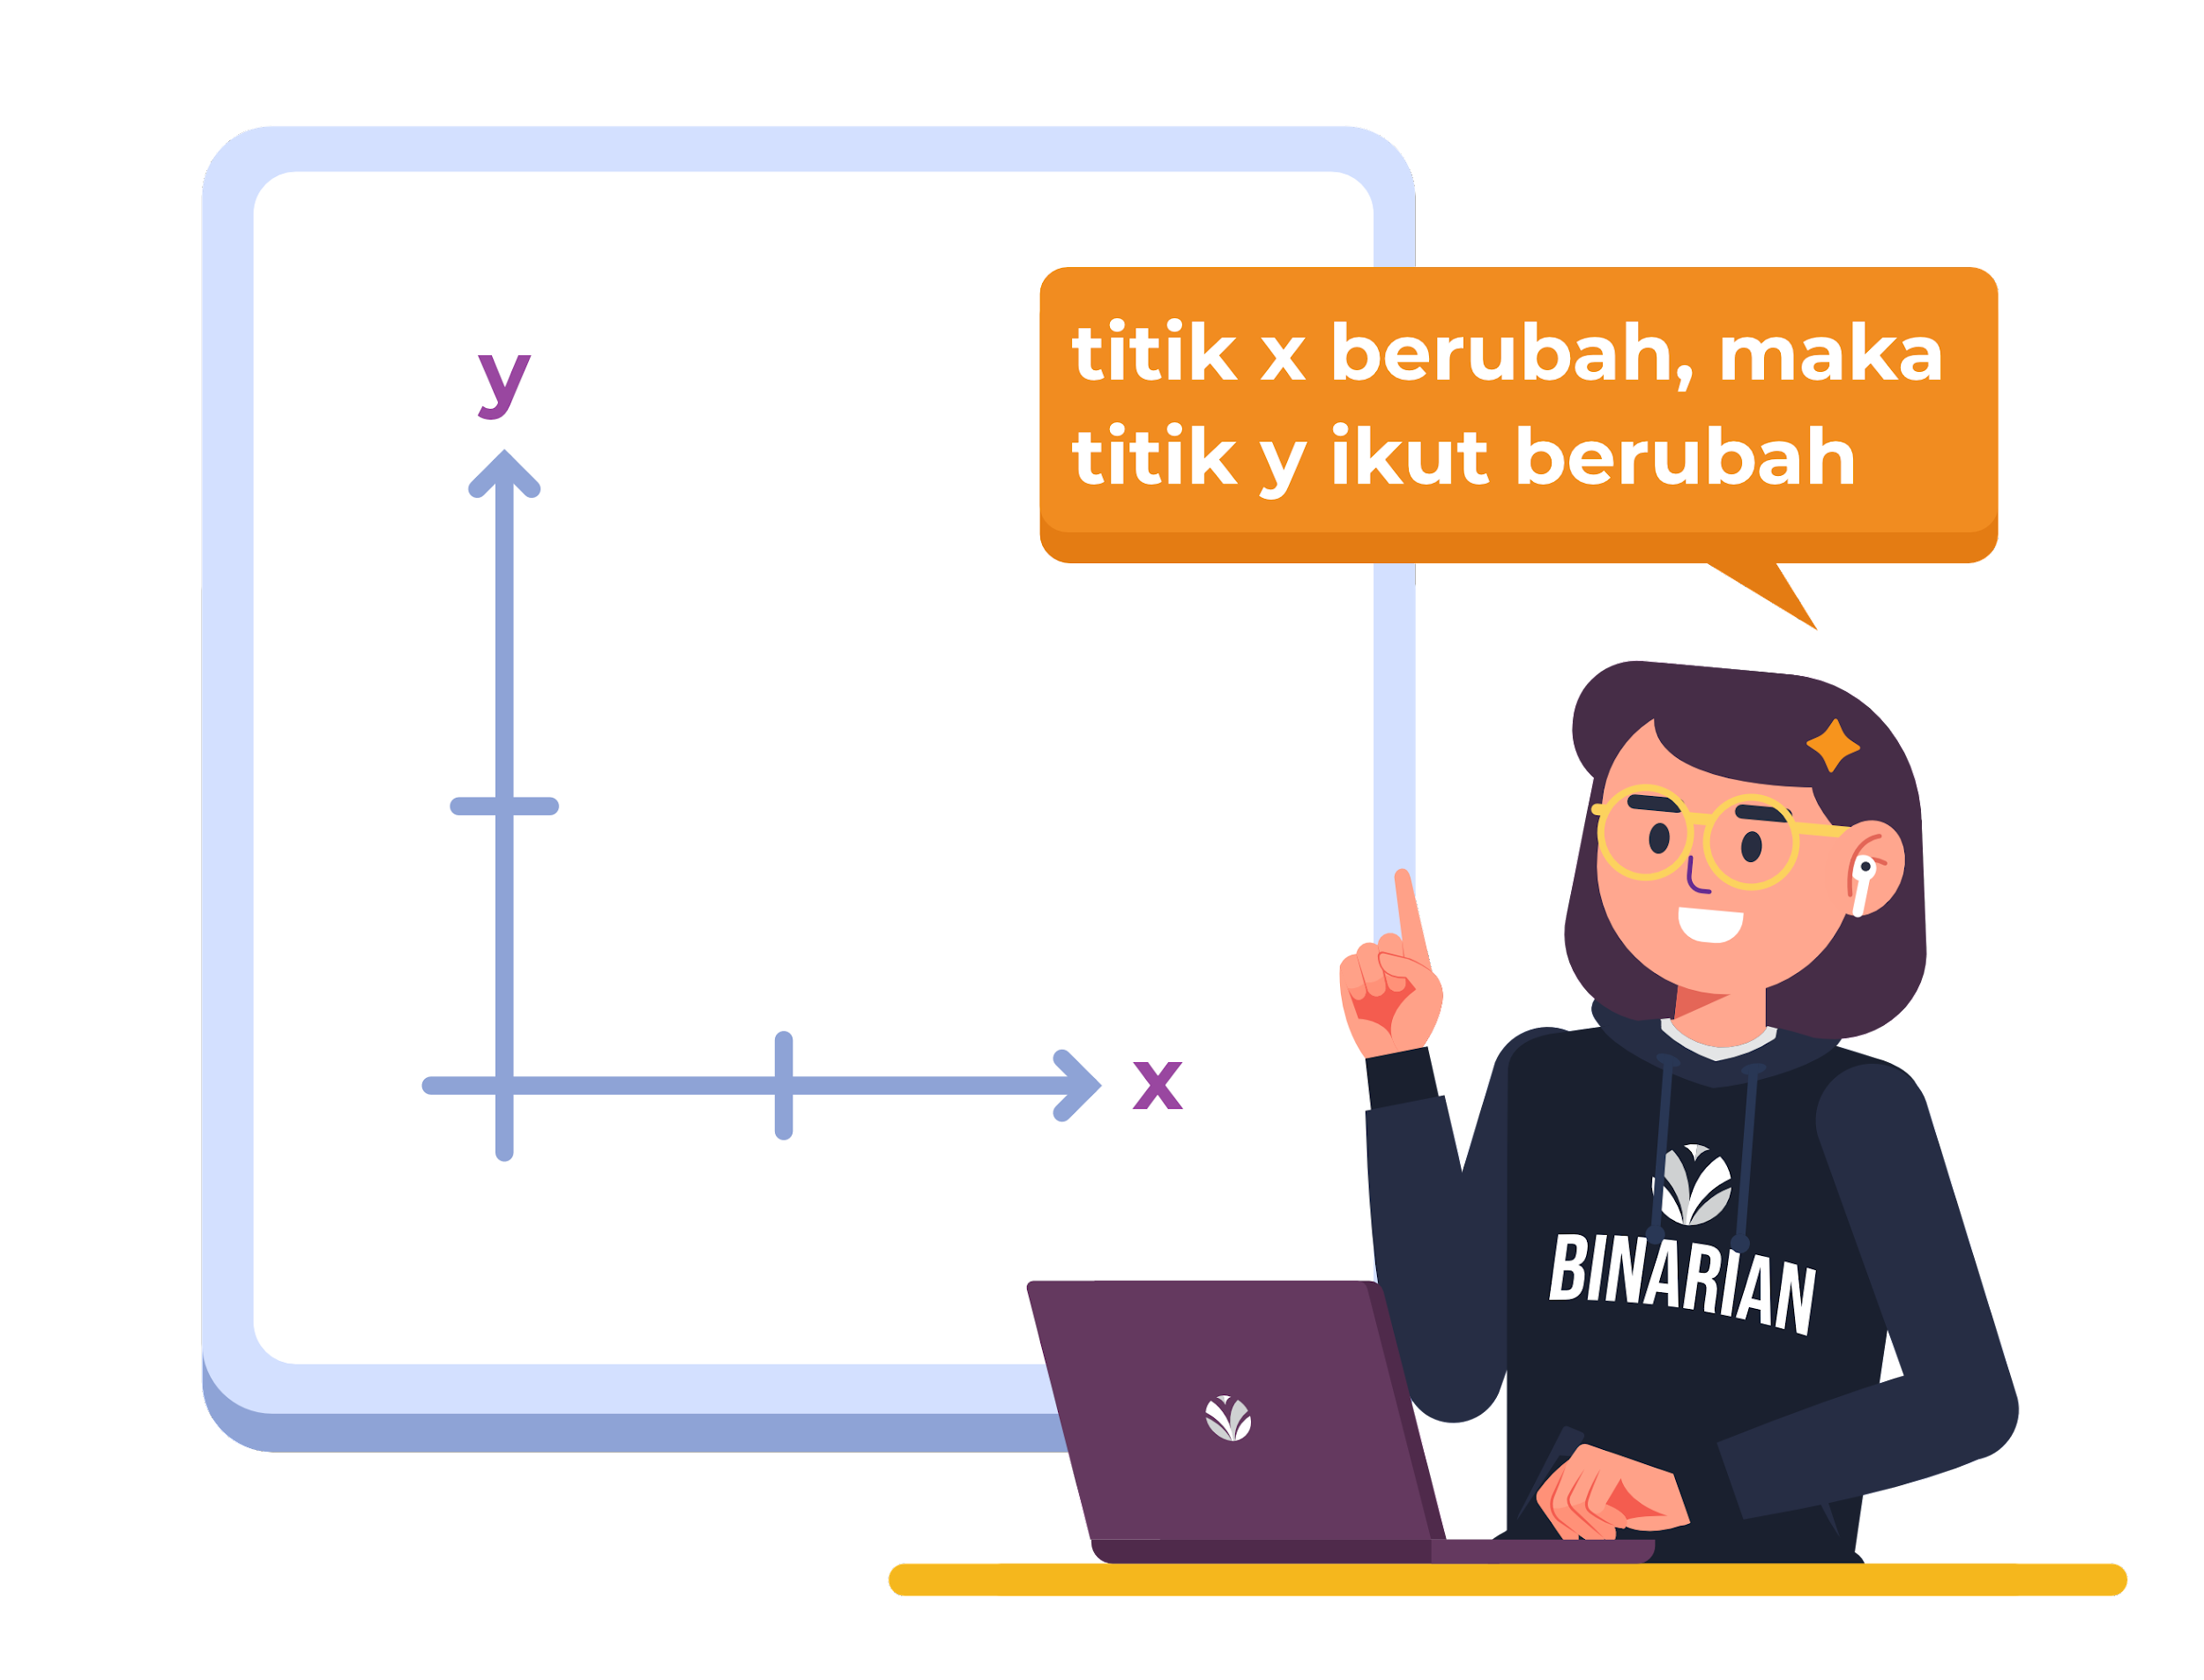 titik x berubah, maka
titik y ikut berubah
y
x
BINARIAN